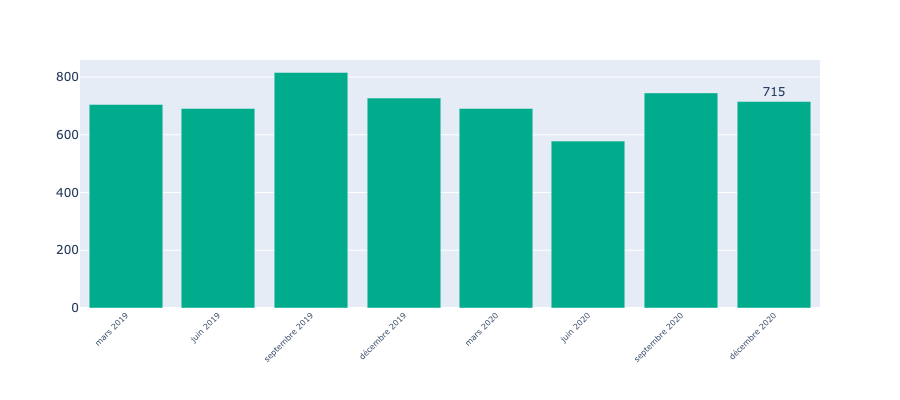 800
600
400
200
0
715
mars 2019
juin 2019
septembre 2019
décembre 2019
mars 2020
juin 2020
septembre 2020
décembre 2020